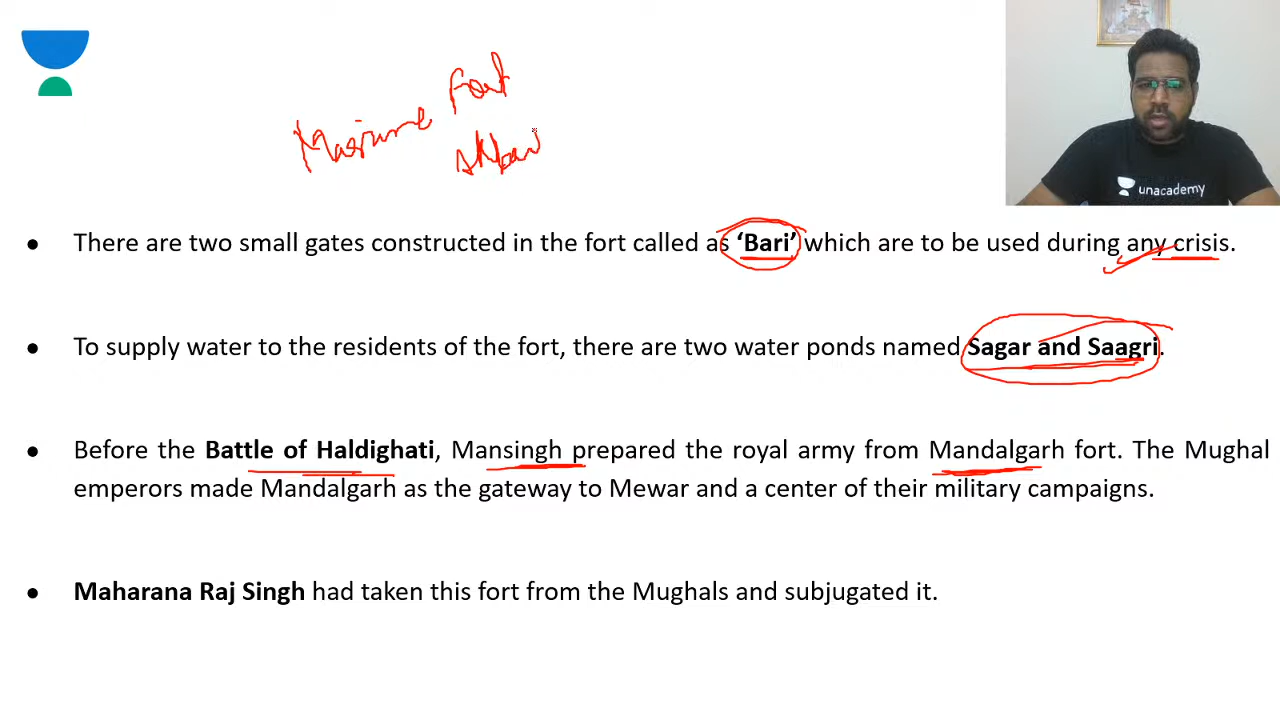 Fort
unacademy
There are two small gates constructed in the fort called as ‘Bari’ which are to be used during any crisis.
To supply water to the residents of the fort, there are two water ponds named Sagar and Saagri.
Before the Battle of Haldighati, Mansingh prepared the royal army from Mandalgarh fort. The Mughal
emperors made Mandalgarh as the gateway to Mewar and a center of their military campaigns.
Maharana Raj Singh had taken this fort from the Mughals and subjugated it.